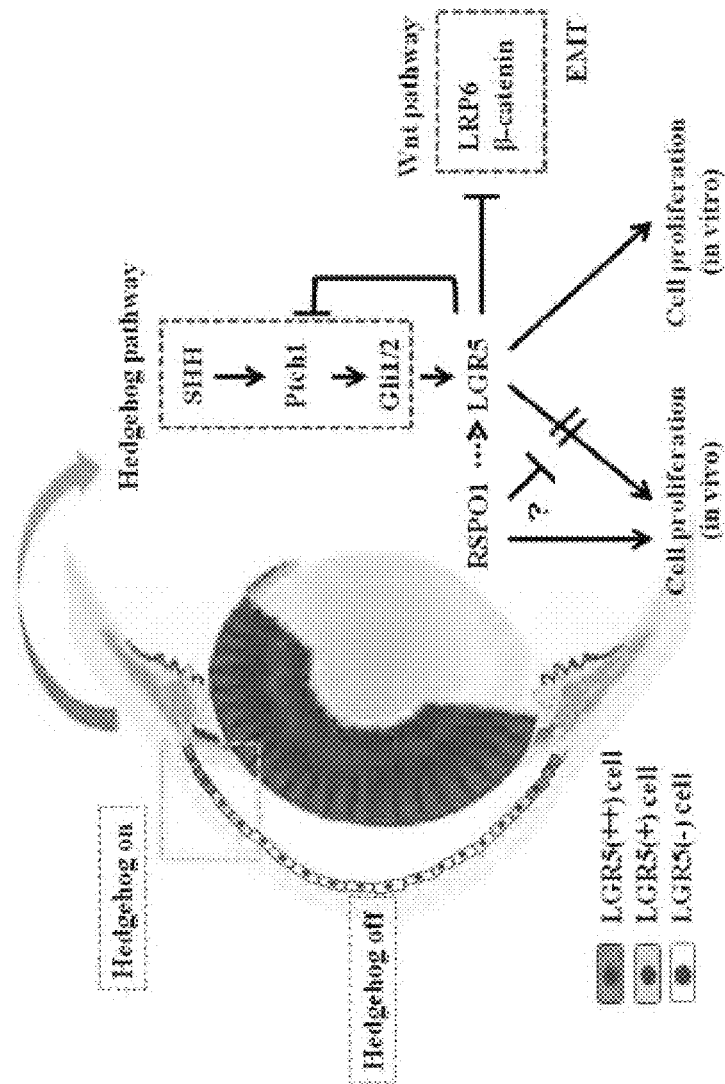 Hedgehog on
Hedgehog off
Hedgehog pathway
SHH
Ptch1
Gli1/2
RSPO1
LGR5
?
Wnt pathway
LRP6
β-catenin
EMT
Cell proliferation
(in vivo)
Cell proliferation
(in vitro)
LGR5(++) cell
LGR5(+) cell
LGR5(-) cell